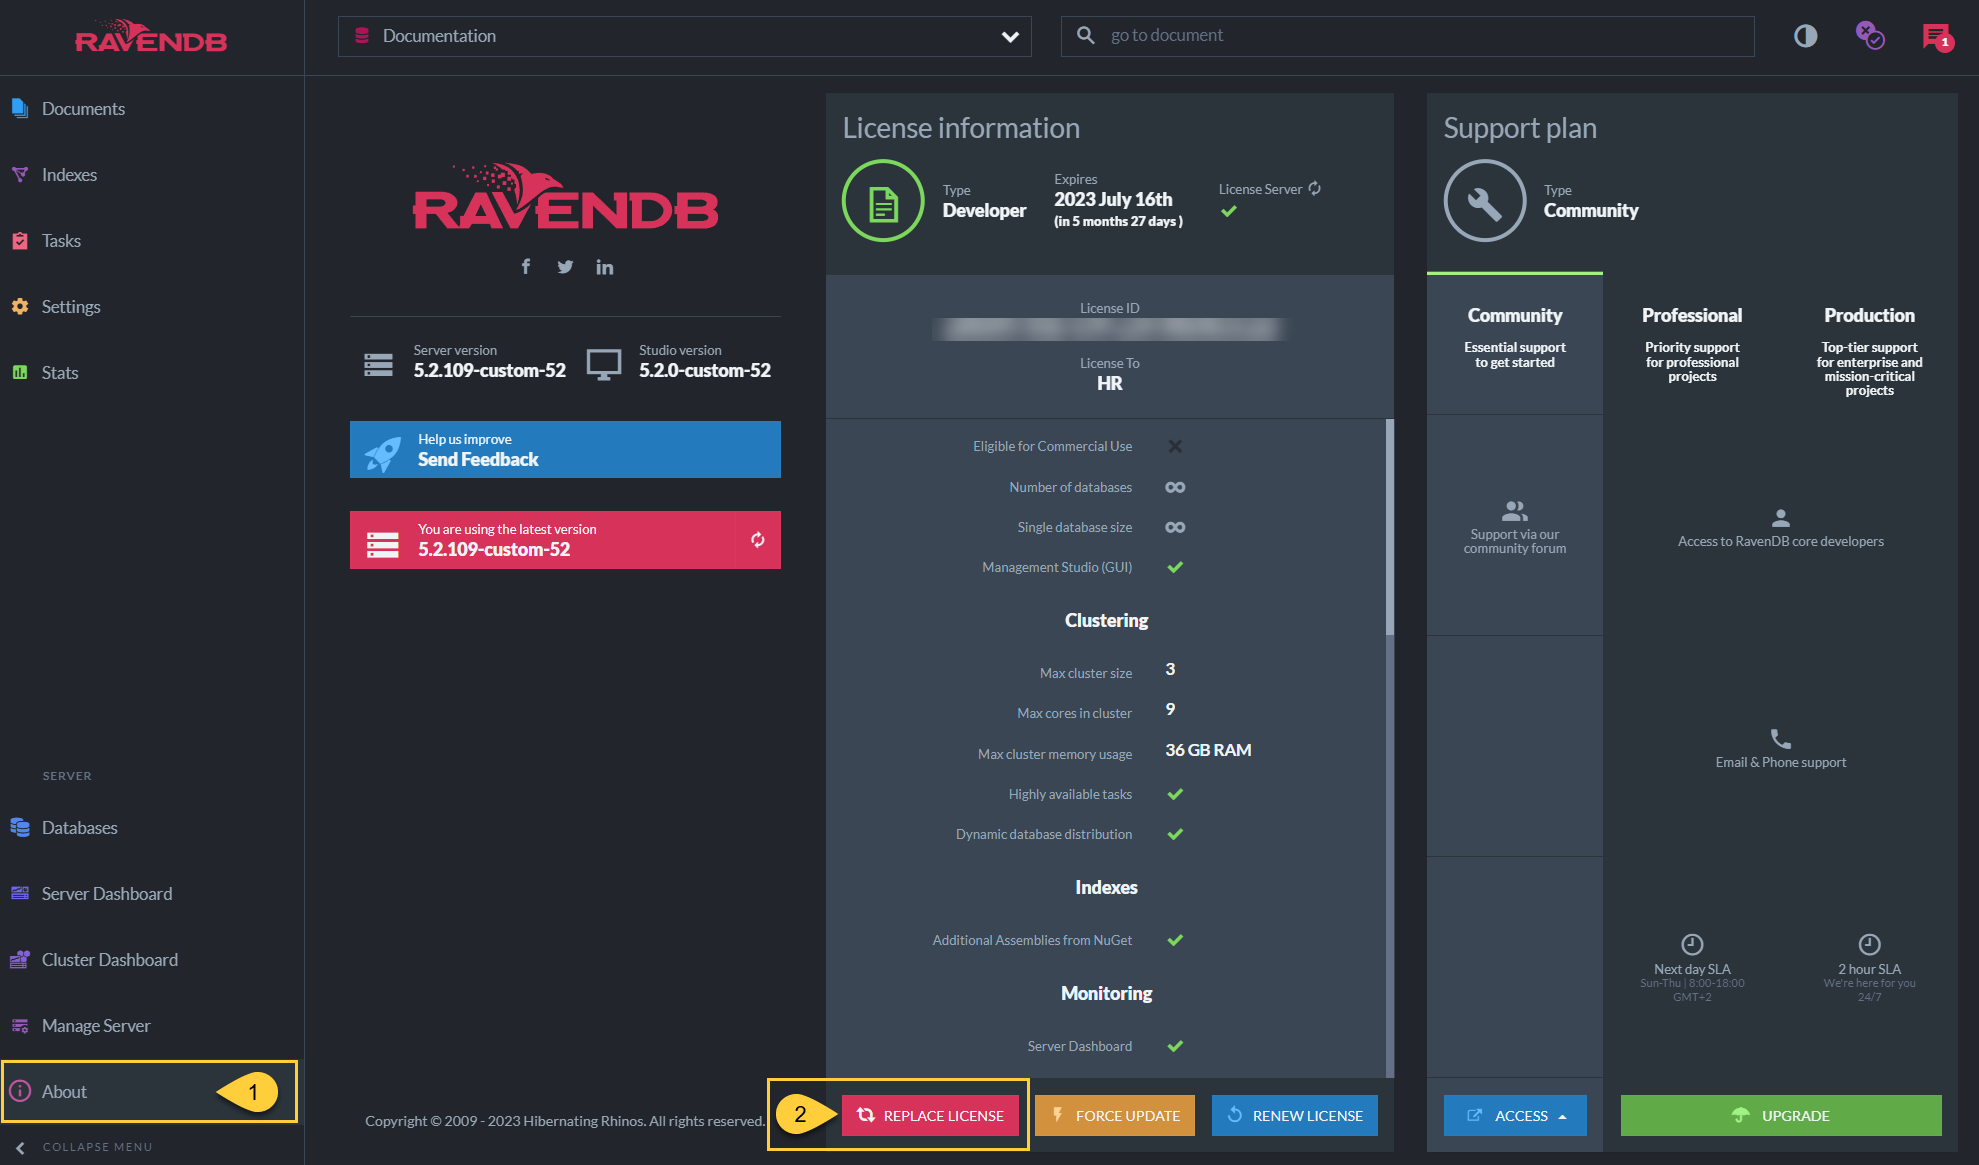 RAVENDB
Documentation
go to document
1
Documents
Indexes
Tasks
Settings
Stats
SERVER
Databases
Server Dashboard
Cluster Dashboard
Manage Server
About
1
COLLAPSE MENU
RAVENDB
Server version
5.2.109-custom-52
Studio version
5.2.0-custom-52
Help us improve
Send Feedback
You are using the latest version
5.2.109-custom-52
Copyright © 2009 - 2023 Hibernating Rhinos. All rights reserved.
License information
Type
Developer
Expires
2023 July 16th
(in 5 months 27 days )
License Server
License ID
License To
HR
Eligible for Commercial Use
Number of databases
Single database size
Management Studio (GUI)
Clustering
Max cluster size 3
Max cores in cluster 9
Max cluster memory usage 36 GB RAM
Highly available tasks
Dynamic database distribution
Indexes
Additional Assemblies from NuGet
Monitoring
Server Dashboard
2
REPLACE LICENSE
FORCE UPDATE
RENEW LICENSE
Support plan
Type
Community
Community
Essential support
to get started
Professional
Priority support
for professional
projects
Production
Top-tier support
for enterprise and
mission-critical
projects
Support via our
community forum
Access to RavenDB core developers
Email & Phone support
Next day SLA
Sun-Thu | 8:00-18:00
GMT+2
2 hour SLA
We're here for you
24/7
ACCESS
UPGRADE